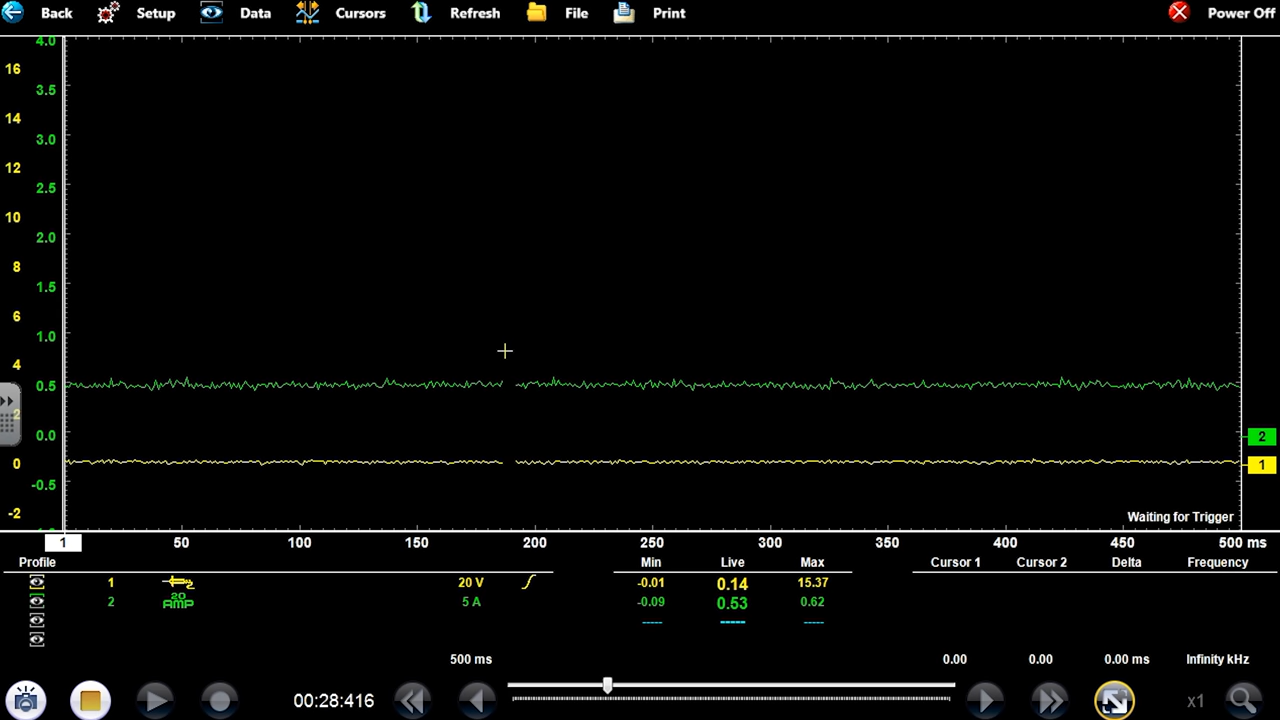 Back Setup Data Cursors Refresh File Print Power Off
4.0
16
3.5
14
3.0
12
2.5
10
2.0
8
1.5
6
1.0
4
0.5
2
0.0
2
0
1
-0.5
-2
Waiting for Trigger
1 50 100 150 200 250 300 350 400 450 500 ms
Profile Min Live Max Cursor 1 Cursor 2 Delta Frequency
1 20 V -0.01 0.14 15.37
2 20 AMP 5 A -0.09 0.53 0.62
----- ----- -----
500 ms 0.00 0.00 0.00 ms Infinity kHz
00:28:416 x1